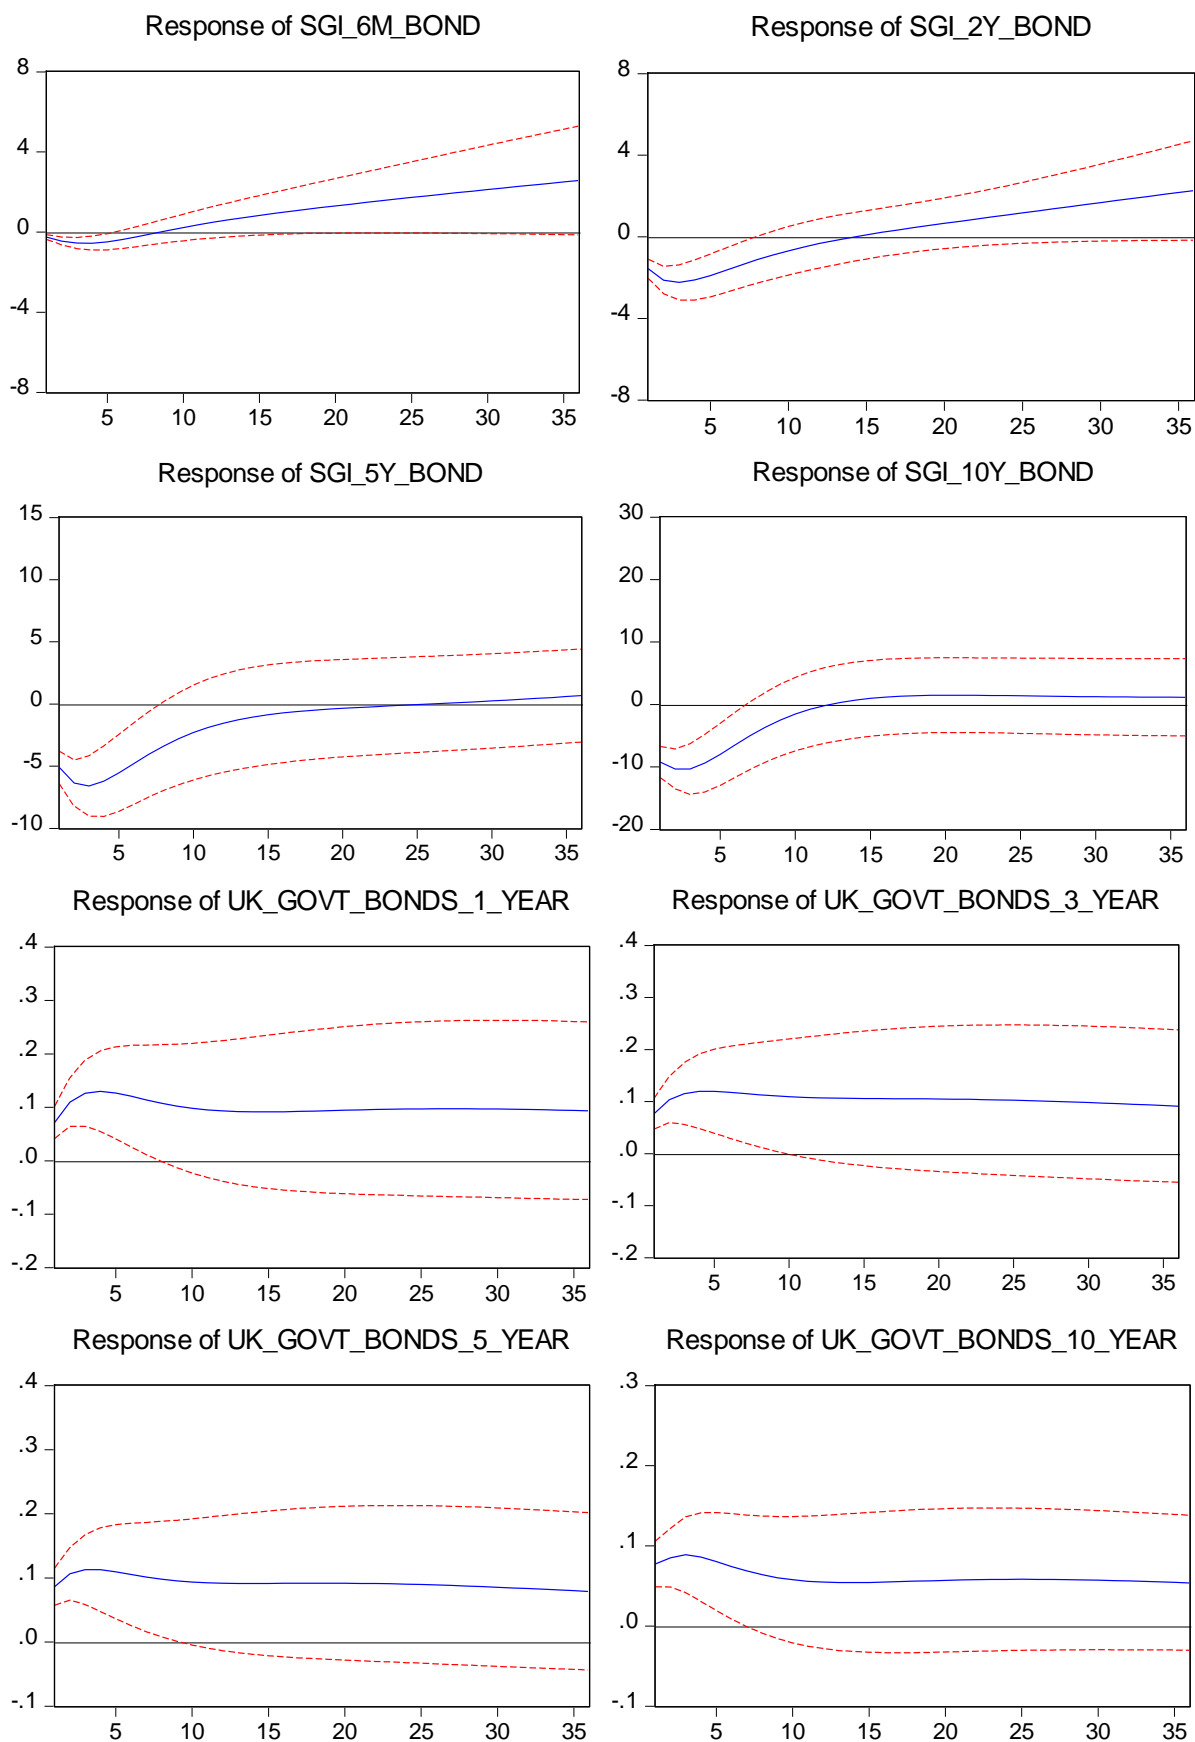 Response of SGI_6M_BOND
8
4
0
-4
-8
5 10 15 20 25 30 35
Response of SGI_2Y_BOND
8
4
0
-4
-8
5 10 15 20 25 30 35
Response of SGI_5Y_BOND
15
10
5
0
-5
-10
5 10 15 20 25 30 35
Response of SGI_10Y_BOND
30
20
10
0
-10
-20
5 10 15 20 25 30 35
Response of UK_GOVT_BONDS_1_YEAR
.4
.3
.2
.1
.0
-.1
-.2
5 10 15 20 25 30 35
Response of UK_GOVT_BONDS_3_YEAR
.4
.3
.2
.1
.0
-.1
-.2
5 10 15 20 25 30 35
Response of UK_GOVT_BONDS_5_YEAR
.4
.3
.2
.1
.0
-.1
5 10 15 20 25 30 35
Response of UK_GOVT_BONDS_10_YEAR
.3
.2
.1
.0
-.1
5 10 15 20 25 30 35